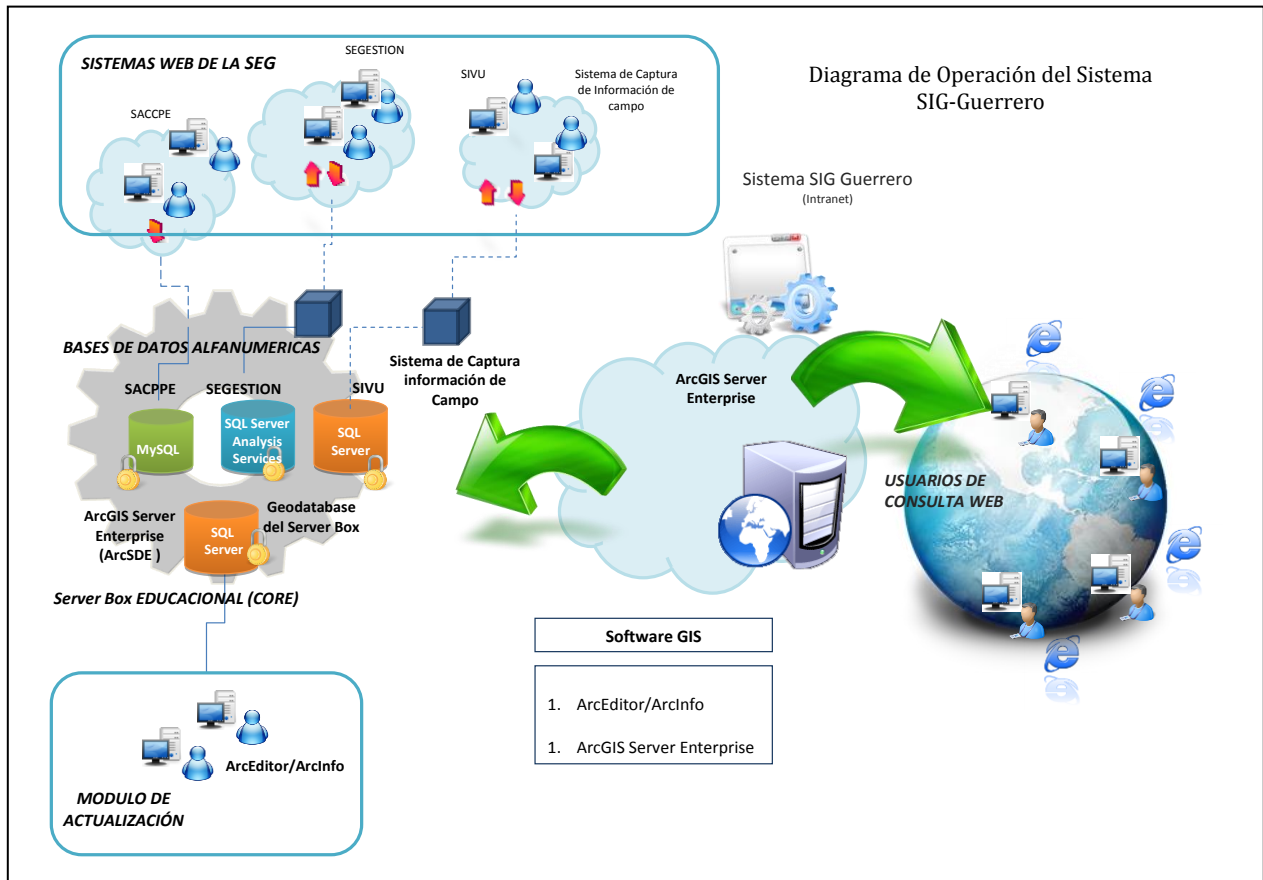 SISTEMAS WEB DE LA SEG
SEGESTION
SIVU
Sistema de Captura
de Información de
campo
SACCPE
Diagrama de Operación del Sistema
SIG-Guerrero
Sistema SIG Guerrero
(Intranet)
BASES DE DATOS ALFANUMERICAS
SACPPE
SEGESTION
SIVU
MySQL
SQL Server
Analysis
Services
SQL
Server
Sistema de Captura
información de
Campo
ArcGIS Server
Enterprise
(ArcSDE )
SQL
Server
Geodatabase
del Server Box
Server Box EDUCACIONAL (CORE)
ArcGIS Server
Enterprise
USUARIOS DE
CONSULTA WEB
Software GIS
1. ArcEditor/ArcInfo
1. ArcGIS Server Enterprise
ArcEditor/ArcInfo
MODULO DE
ACTUALIZACIÓN